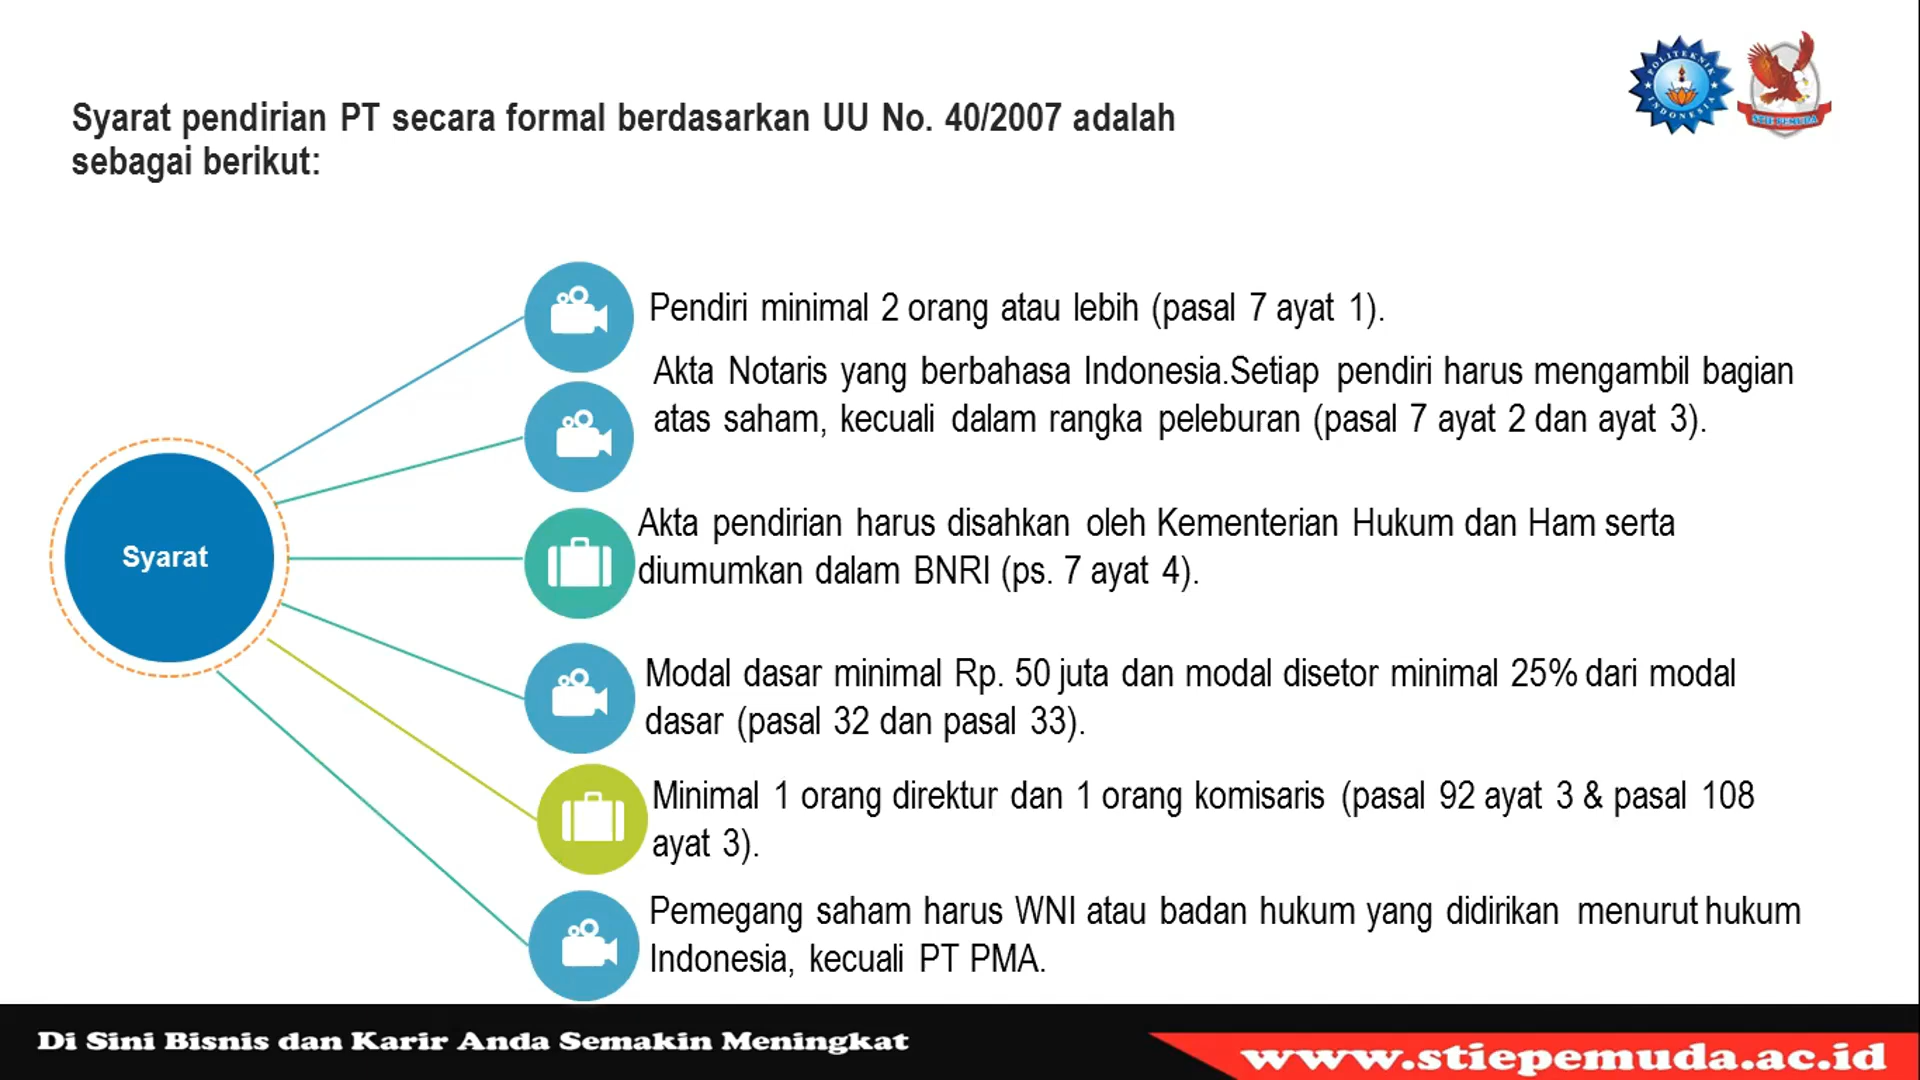 POLITEKNIK
INDONESIA
STIE PEMUDA
Syarat pendirian PT secara formal berdasarkan UU No. 40/2007 adalah
sebagai berikut:
Syarat
Pendiri minimal 2 orang atau lebih (pasal 7 ayat 1).
Akta Notaris yang berbahasa Indonesia.Setiap pendiri harus mengambil bagian
atas saham, kecuali dalam rangka peleburan (pasal 7 ayat 2 dan ayat 3).
Akta pendirian harus disahkan oleh Kementerian Hukum dan Ham serta
diumumkan dalam BNRI (ps. 7 ayat 4).
Modal dasar minimal Rp. 50 juta dan modal disetor minimal 25% dari modal
dasar (pasal 32 dan pasal 33).
Minimal 1 orang direktur dan 1 orang komisaris (pasal 92 ayat 3 & pasal 108
ayat 3).
Pemegang saham harus WNI atau badan hukum yang didirikan menurut hukum
Indonesia, kecuali PT PMA.
Di Sini Bisnis dan Karir Anda Semakin Meningkat
www.stiepemuda.ac.id